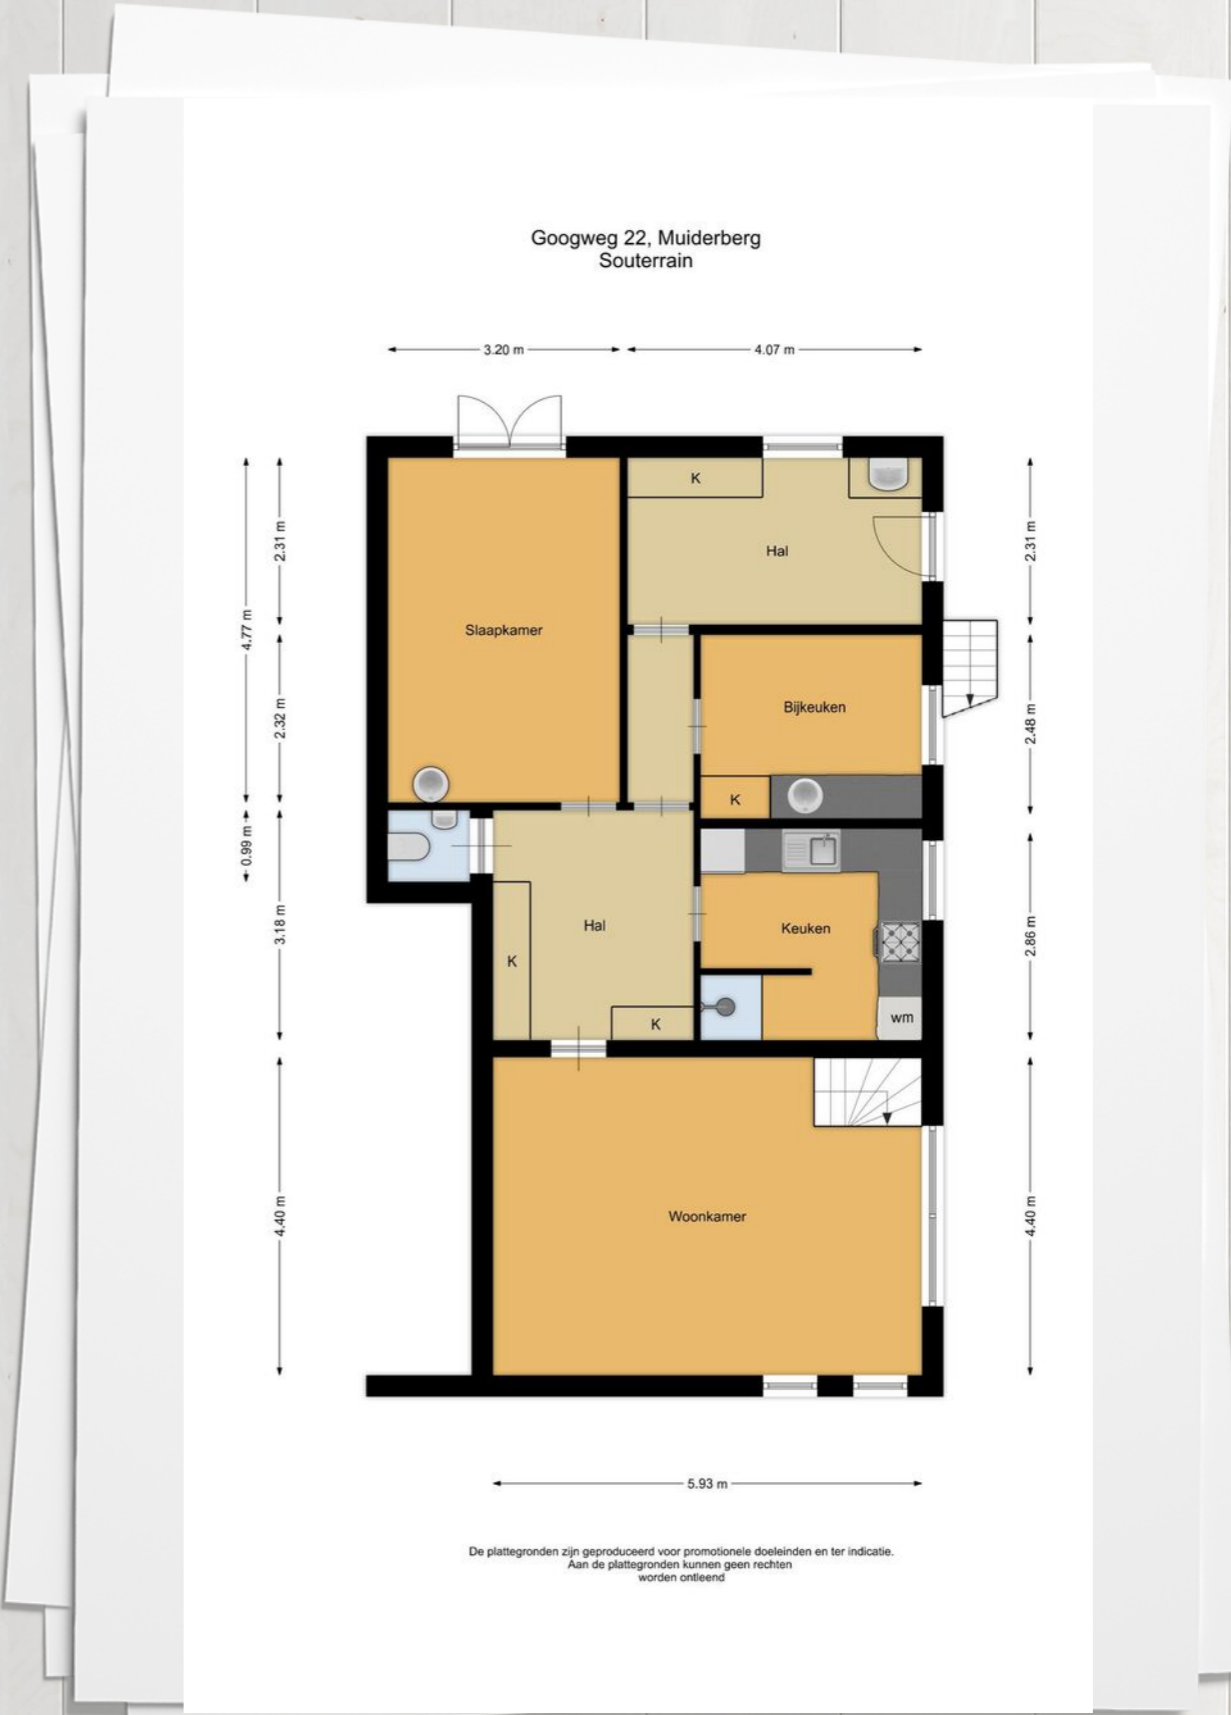 Googweg 22, Muiderberg
Souterrain
3.20 m
4.07 m
4.77 m
2.31 m
2.31 m
K
Hal
Slaapkamer
2.32 m
Bijkeuken
2.48 m
K
0.99 m
3.18 m
Hal
Keuken
2.86 m
K
K
wm
4.40 m
Woonkamer
4.40 m
5.93 m
De plattegronden zijn geproduceerd voor promotionele doeleinden en ter indicatie.
Aan de plattegronden kunnen geen rechten
worden ontleend